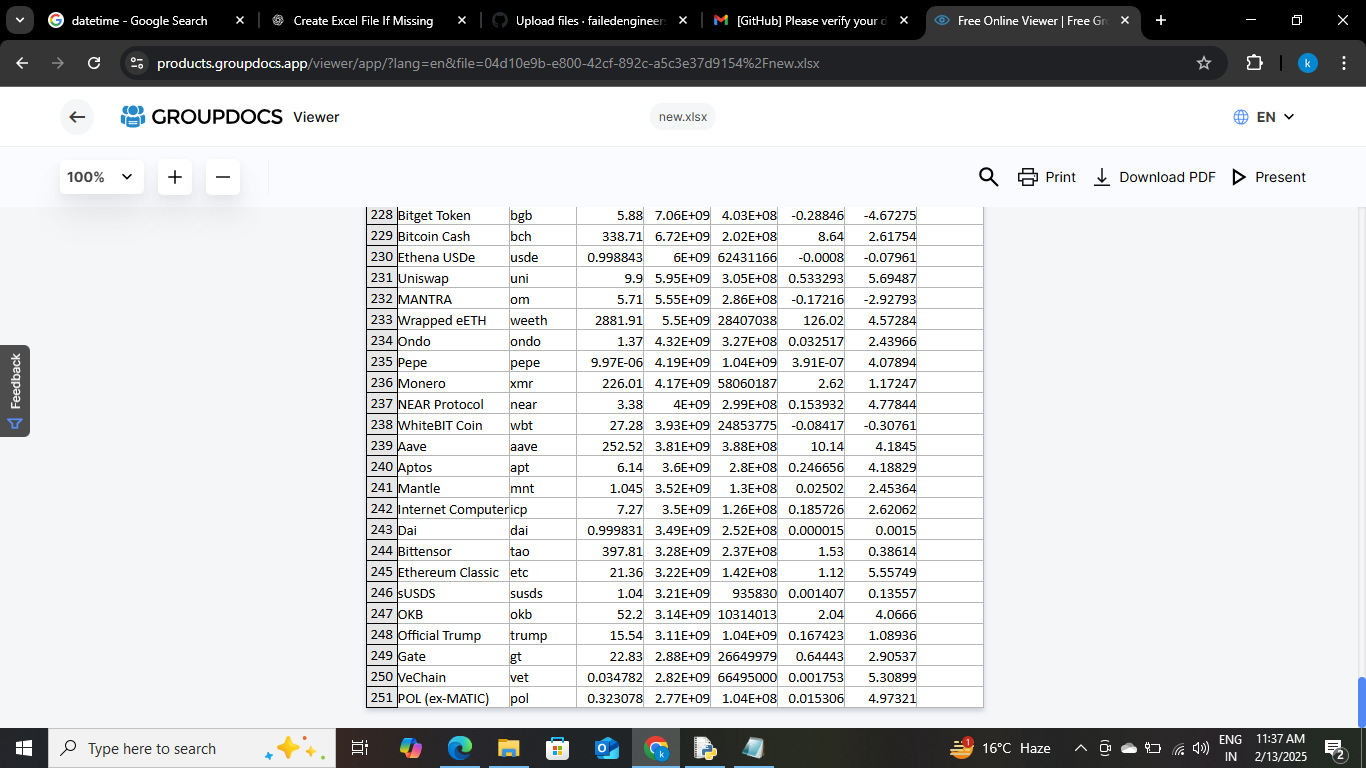 datetime - Google Search
Create Excel File If Missing
Upload files · failedengineer
[GitHub] Please verify your d
Free Online Viewer | Free Gr
products.groupdocs.app/viewer/app/?lang=en&file=04d10e9b-e800-42cf-892c-a5c3e37d9154%2Fnew.xlsx
k
GROUPDOCS Viewer
new.xlsx
EN
100%
Print
Download PDF
Present
Feedback
228 Bitget Token bgb 5.88 7.06E+09 4.03E+08 -0.28846 -4.67275
229 Bitcoin Cash bch 338.71 6.72E+09 2.02E+08 8.64 2.61754
230 Ethena USDe usde 0.998843 6E+09 62431166 -0.0008 -0.07961
231 Uniswap uni 9.9 5.95E+09 3.05E+08 0.533293 5.69487
232 MANTRA om 5.71 5.55E+09 2.86E+08 -0.17216 -2.92793
233 Wrapped eETH weeth 2881.91 5.5E+09 28407038 126.02 4.57284
234 Ondo ondo 1.37 4.32E+09 3.27E+08 0.032517 2.43966
235 Pepe pepe 9.97E-06 4.19E+09 1.04E+09 3.91E-07 4.07894
236 Monero xmr 226.01 4.17E+09 58060187 2.62 1.17247
237 NEAR Protocol near 3.38 4E+09 2.99E+08 0.153932 4.77844
238 WhiteBIT Coin wbt 27.28 3.93E+09 24853775 -0.08417 -0.30761
239 Aave aave 252.52 3.81E+09 3.88E+08 10.14 4.1845
240 Aptos apt 6.14 3.6E+09 2.8E+08 0.246656 4.18829
241 Mantle mnt 1.045 3.52E+09 1.3E+08 0.02502 2.45364
242 Internet Computer icp 7.27 3.5E+09 1.26E+08 0.185726 2.62062
243 Dai dai 0.999831 3.49E+09 2.52E+08 0.000015 0.0015
244 Bittensor tao 397.81 3.28E+09 2.37E+08 1.53 0.38614
245 Ethereum Classic etc 21.36 3.22E+09 1.42E+08 1.12 5.55749
246 sUSDS susds 1.04 3.21E+09 935830 0.001407 0.13557
247 OKB okb 52.2 3.14E+09 10314013 2.04 4.0666
248 Official Trump trump 15.54 3.11E+09 1.04E+09 0.167423 1.08936
249 Gate gt 22.83 2.88E+09 26649979 0.64443 2.90537
250 VeChain vet 0.034782 2.82E+09 66495000 0.001753 5.30899
251 POL (ex-MATIC) pol 0.323078 2.77E+09 1.04E+08 0.015306 4.97321
Type here to search
1
16°C Haze
ENG
IN
11:37 AM
2/13/2025
2